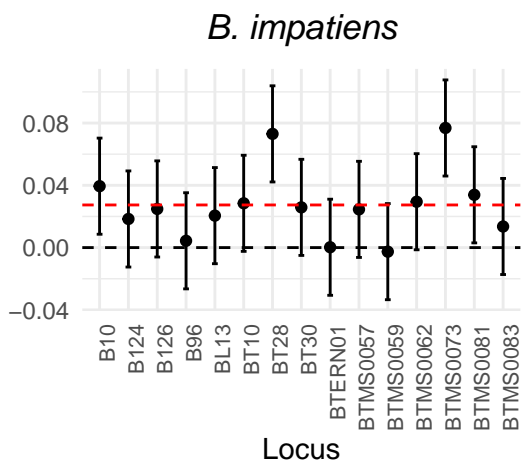 B. impatiens
0.08
0.04
0.00
−0.04
B10
B124
B126
B96
BL13
BT10
BT28
BT30
BTERN01
BTMS0057
BTMS0059
BTMS0062
BTMS0073
BTMS0081
BTMS0083
Locus